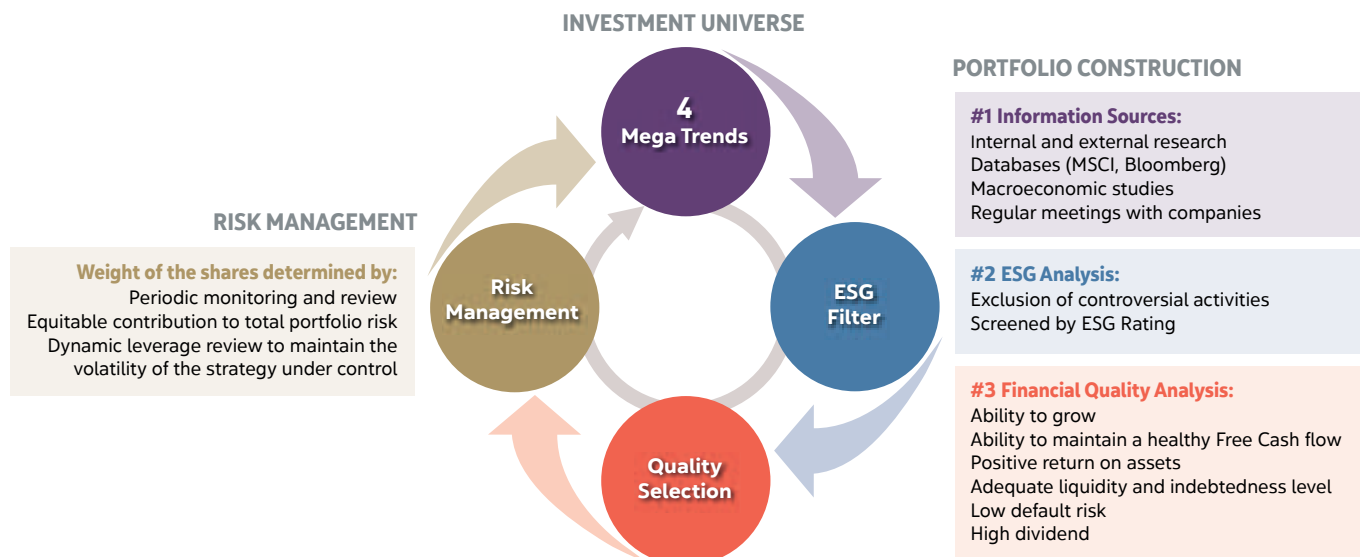 INVESTMENT UNIVERSE
4
Mega Trends
ESG
Filter
Quality
Selection
Risk
Management
PORTFOLIO CONSTRUCTION
#1 Information Sources:
Internal and external research
Databases (MSCI, Bloomberg)
Macroeconomic studies
Regular meetings with companies
#2 ESG Analysis:
Exclusion of controversial activities
Screened by ESG Rating
#3 Financial Quality Analysis:
Ability to grow
Ability to maintain a healthy Free Cash flow
Positive return on assets
Adequate liquidity and indebtedness level
Low default risk
High dividend
RISK MANAGEMENT
Weight of the shares determined by:
Periodic monitoring and review
Equitable contribution to total portfolio risk
Dynamic leverage review to maintain the
volatility of the strategy under control